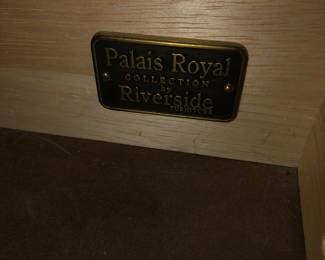 Palais Royal
COLLECTION
BY
Riverside
FURNITURE